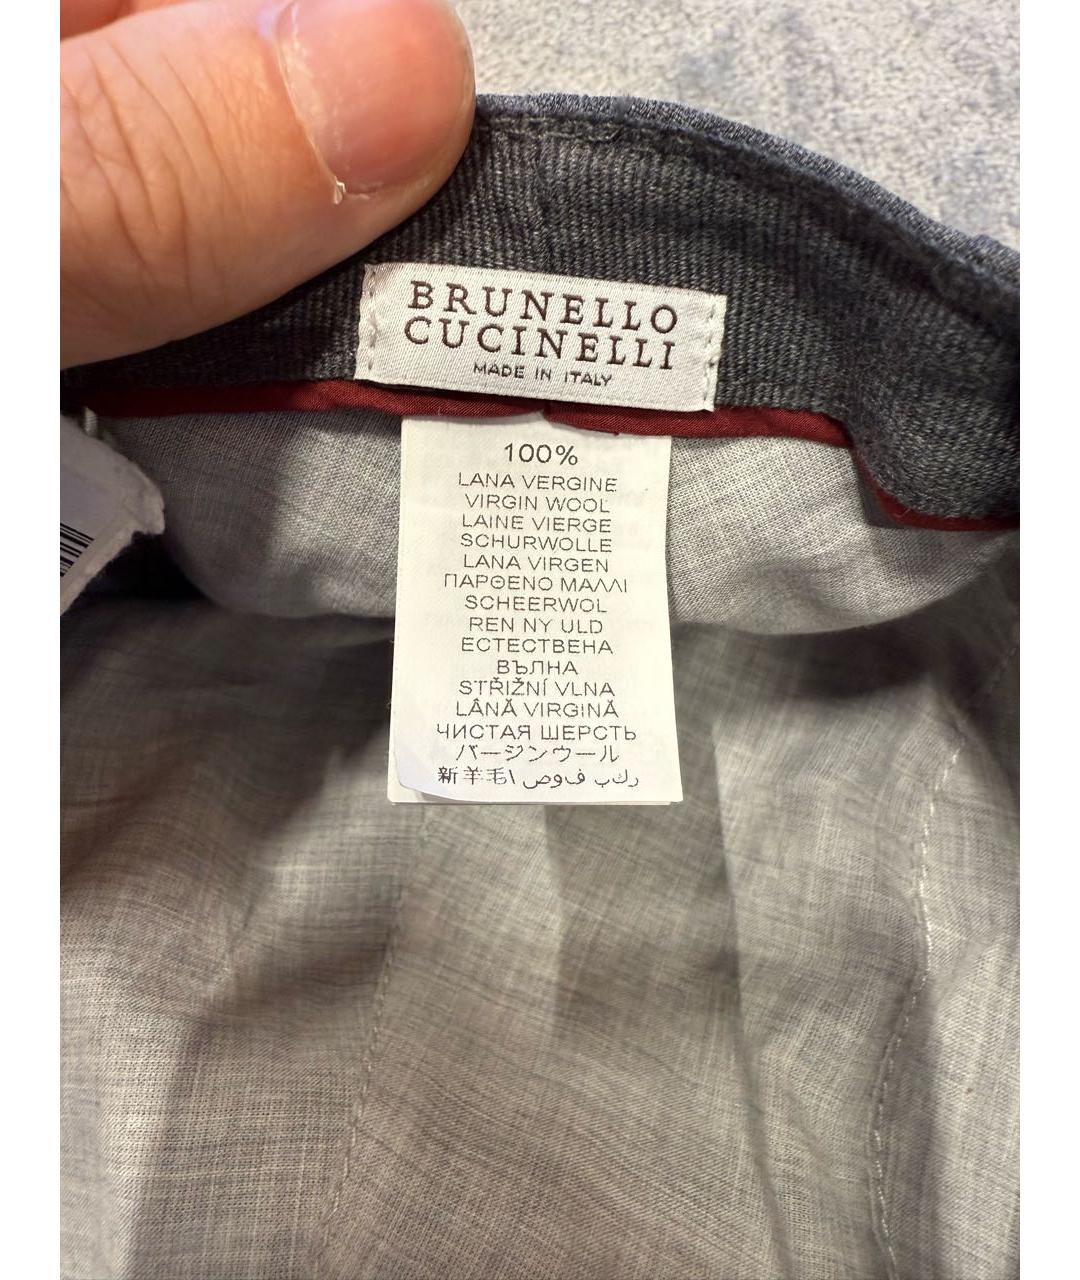 BRUNELLO
CUCINELLI
MADE IN ITALY
100%
LANA VERGINE
VIRGIN WOOL
LAINE VIERGE
SCHURWOLLE
LANA VIRGEN
ΠΑΡΘΕΝΟ ΜΑΛΛΙ
SCHEERWOL
REN NY ULD
ЕСТЕСТВЕНА
ВЪЛНА
STŘIŽNÍ VLNA
LÂNĂ VIRGINĂ
ЧИСТАЯ ШЕРСТЬ
バージンウール
新羊毛\ صوف بكر